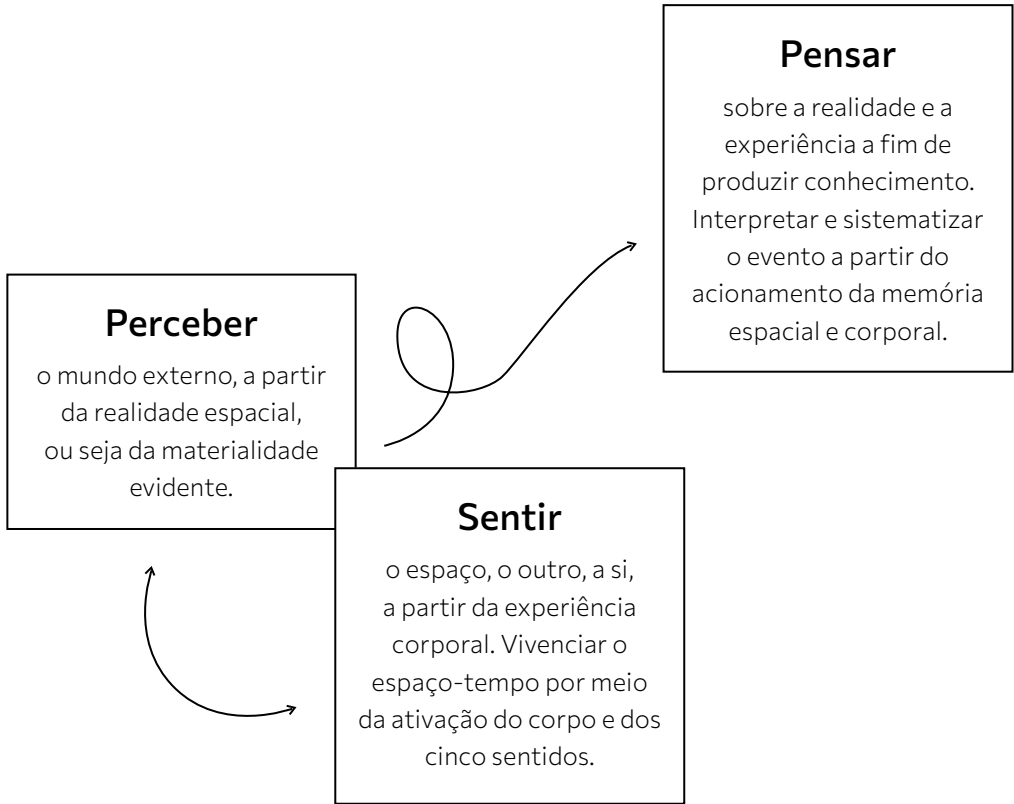 Pensar
sobre a realidade e a
experiência a fim de
produzir conhecimento.
Interpretar e sistematizar
o evento a partir do
acionamento da memória
espacial e corporal.
Perceber
o mundo externo, a partir
da realidade espacial,
ou seja da materialidade
evidente.
Sentir
o espaço, o outro, a si,
a partir da experiência
corporal. Vivenciar o
espaço-tempo por meio
da ativação do corpo e dos
cinco sentidos.